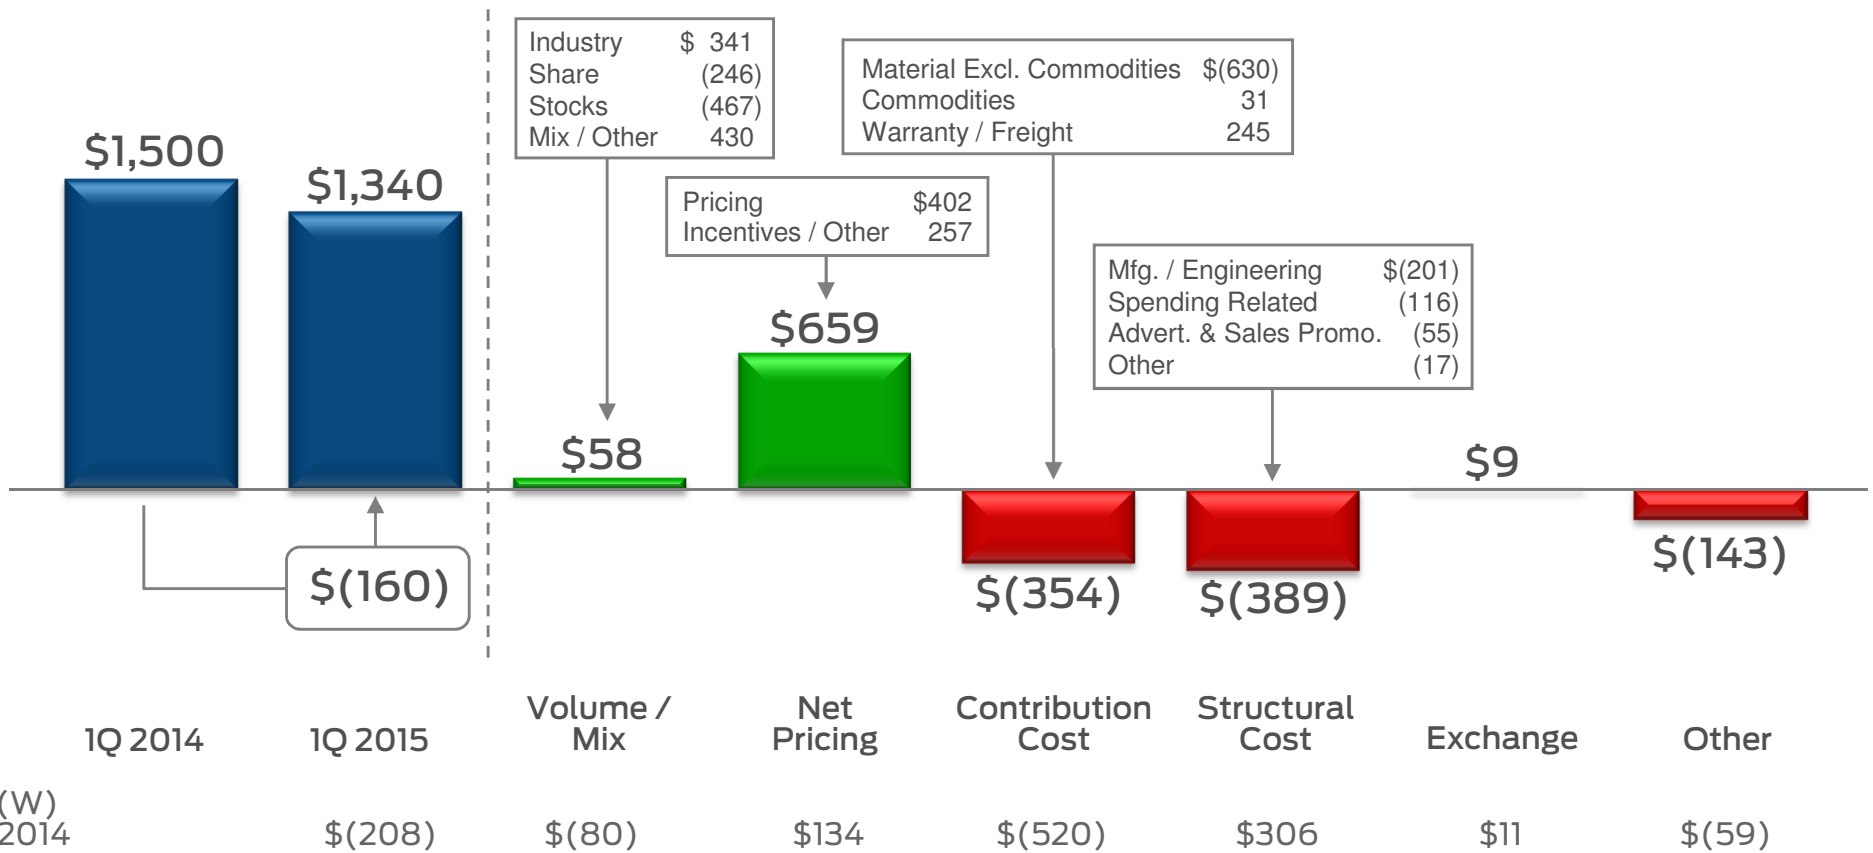 $1,500
$1,340
$(160)
Industry $ 341
Share (246)
Stocks (467)
Mix / Other 430
$58
Pricing $402
Incentives / Other 257
$659
Material Excl. Commodities $(630)
Commodities 31
Warranty / Freight 245
$(354)
Mfg. / Engineering $(201)
Spending Related (116)
Advert. & Sales Promo. (55)
Other (17)
$(389)
$9
$(143)
1Q 2014
1Q 2015
Volume /
Mix
Net
Pricing
Contribution
Cost
Structural
Cost
Exchange
Other
(W)
2014 $(208) $(80) $134 $(520) $306 $11 $(59)